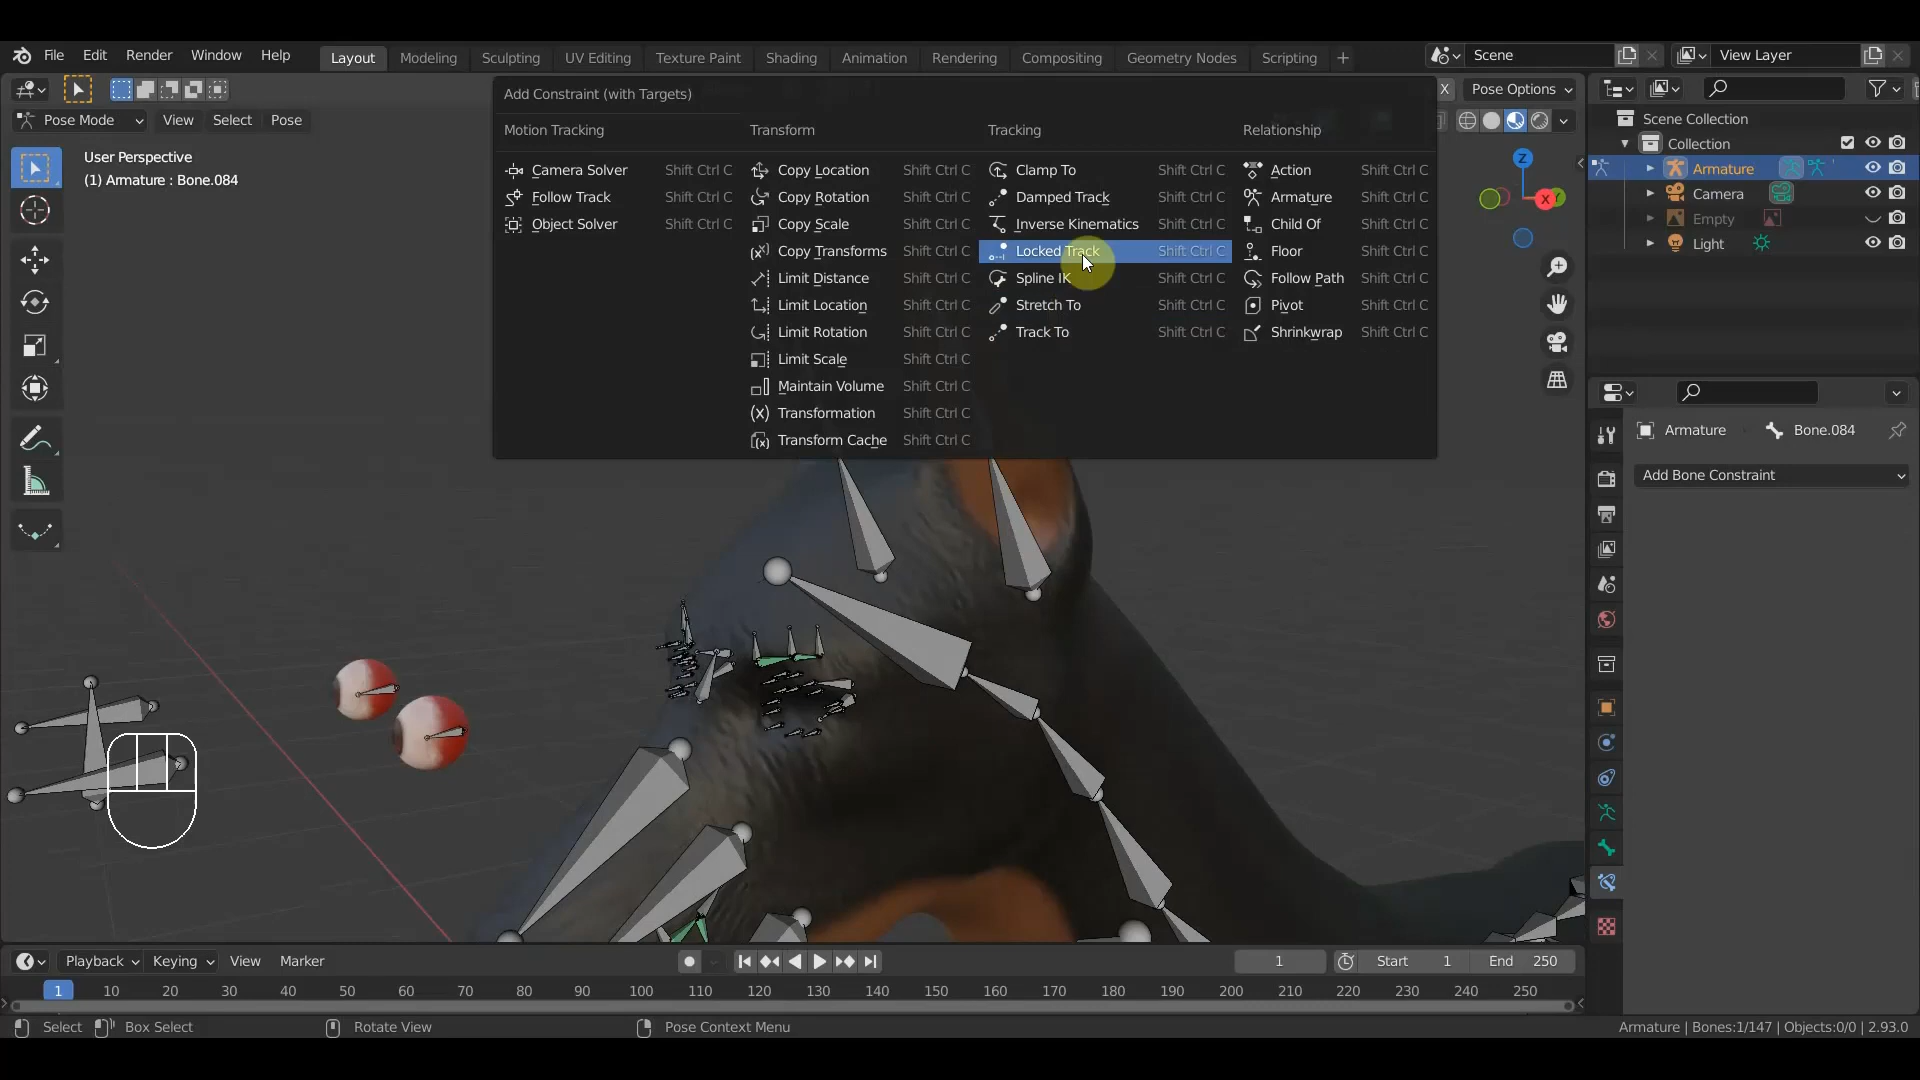 File Edit Render Window Help
Layout Modeling Sculpting UV Editing Texture Paint Shading Animation Rendering Compositing Geometry Nodes Scripting +
Scene
View Layer
Pose Mode View Select Pose
X Pose Options
User Perspective
(1) Armature : Bone.084
Add Constraint (with Targets)
Motion Tracking
Camera Solver Shift Ctrl C
Follow Track Shift Ctrl C
Object Solver Shift Ctrl C
Transform
Copy Location Shift Ctrl C
Copy Rotation Shift Ctrl C
Copy Scale Shift Ctrl C
Copy Transforms Shift Ctrl C
Limit Distance Shift Ctrl C
Limit Location Shift Ctrl C
Limit Rotation Shift Ctrl C
Limit Scale Shift Ctrl C
Maintain Volume Shift Ctrl C
Transformation Shift Ctrl C
Transform Cache Shift Ctrl C
Tracking
Clamp To Shift Ctrl C
Damped Track Shift Ctrl C
Inverse Kinematics Shift Ctrl C
Locked Track Shift Ctrl C
Spline IK Shift Ctrl C
Stretch To Shift Ctrl C
Track To Shift Ctrl C
Relationship
Action Shift Ctrl C
Armature Shift Ctrl C
Child Of Shift Ctrl C
Floor Shift Ctrl C
Follow Path Shift Ctrl C
Pivot Shift Ctrl C
Shrinkwrap Shift Ctrl C
Z
X
Y
Scene Collection
Collection
Armature
Camera
Empty
Light
Armature Bone.084
Add Bone Constraint
Playback Keying View Marker
1 Start 1 End 250
1 10 20 30 40 50 60 70 80 90 100 110 120 130 140 150 160 170 180 190 200 210 220 230 240 250
Select Box Select Rotate View Pose Context Menu
Armature | Bones:1/147 | Objects:0/0 | 2.93.0